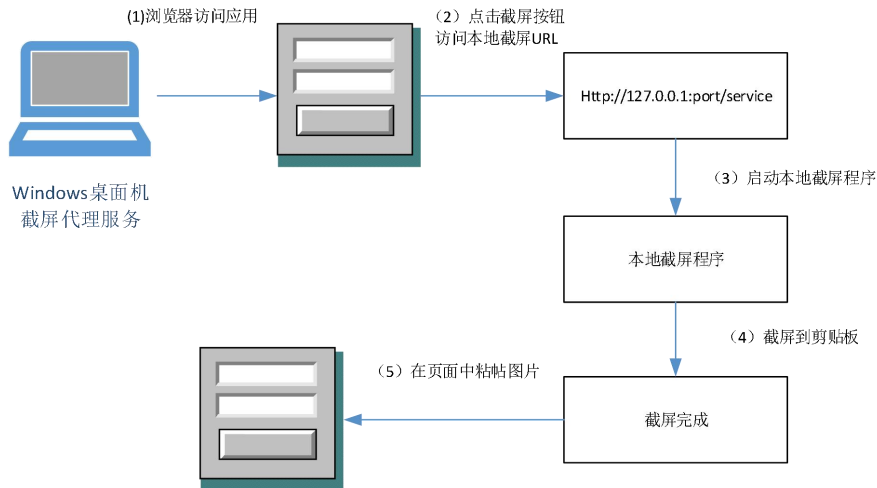 (1)浏览器访问应用
（2）点击截屏按钮
访问本地截屏URL
Http://127.0.0.1:port/service
Windows桌面机
截屏代理服务
（3）启动本地截屏程序
本地截屏程序
（4）截屏到剪贴板
（5）在页面中粘帖图片
截屏完成